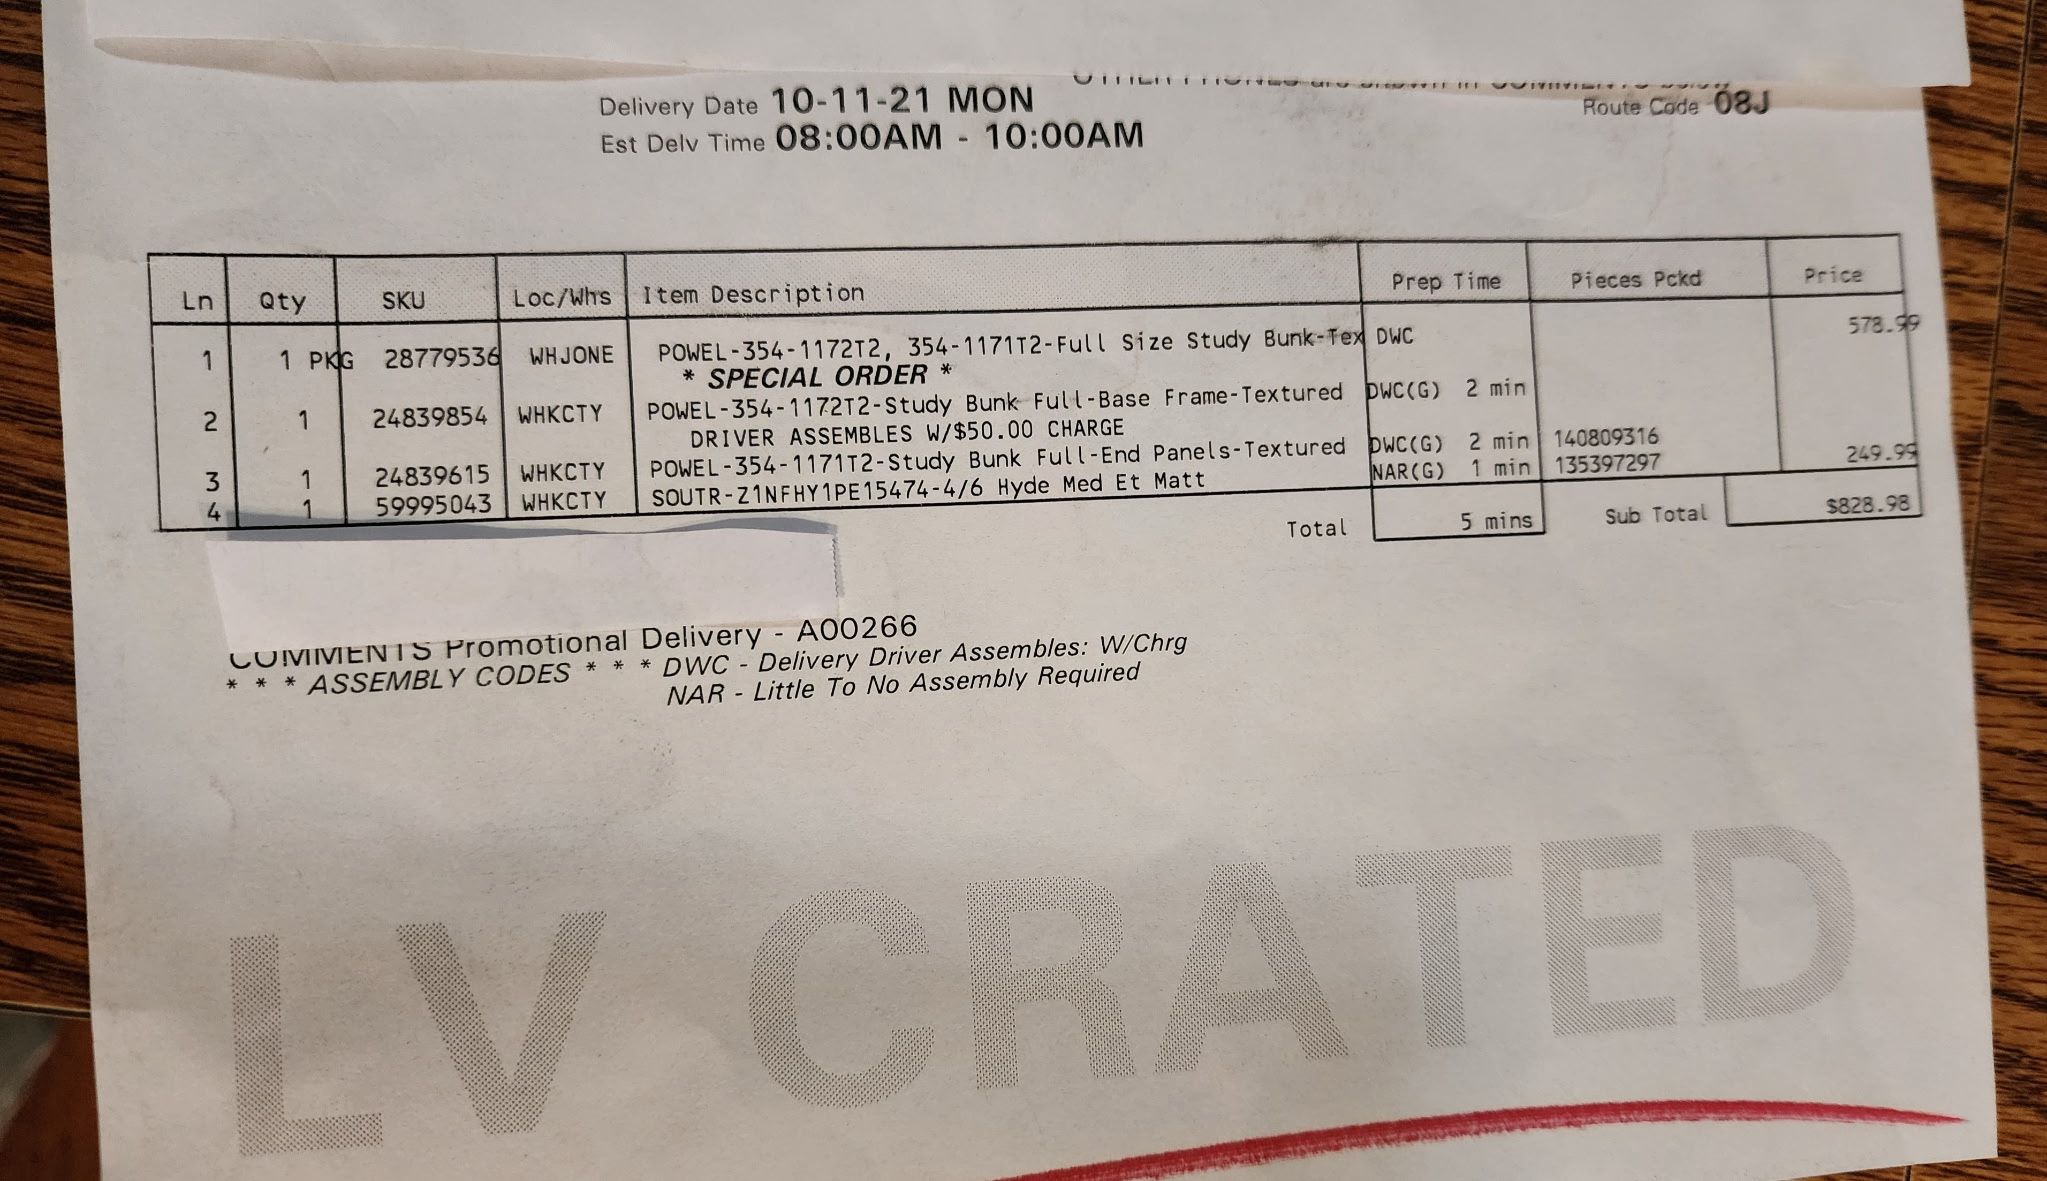 Delivery Date 10-11-21 MON
Route Code 08J
Est Delv Time 08:00AM - 10:00AM
Ln Qty SKU Loc/Whs Item Description Prep Time Pieces Pckd Price
1 1 PKG 28779536 WHJONE POWEL-354-1172T2, 354-1171T2-Full Size Study Bunk-Tex DWC 578.99
* SPECIAL ORDER *
2 1 24839854 WHKCTY POWEL-354-1172T2-Study Bunk Full-Base Frame-Textured DWC(G) 2 min
DRIVER ASSEMBLES W/$50.00 CHARGE
3 1 24839615 WHKCTY POWEL-354-1171T2-Study Bunk Full-End Panels-Textured DWC(G) 2 min 140809316
4 1 59995043 WHKCTY SOUTR-Z1NFHY1PE15474-4/6 Hyde Med Et Matt NAR(G) 1 min 135397297 249.99
Total 5 mins Sub Total $828.98
COMMENTS Promotional Delivery - A00266
* * * ASSEMBLY CODES * * * DWC - Delivery Driver Assembles: W/Chrg
NAR - Little To No Assembly Required
LV CRATED